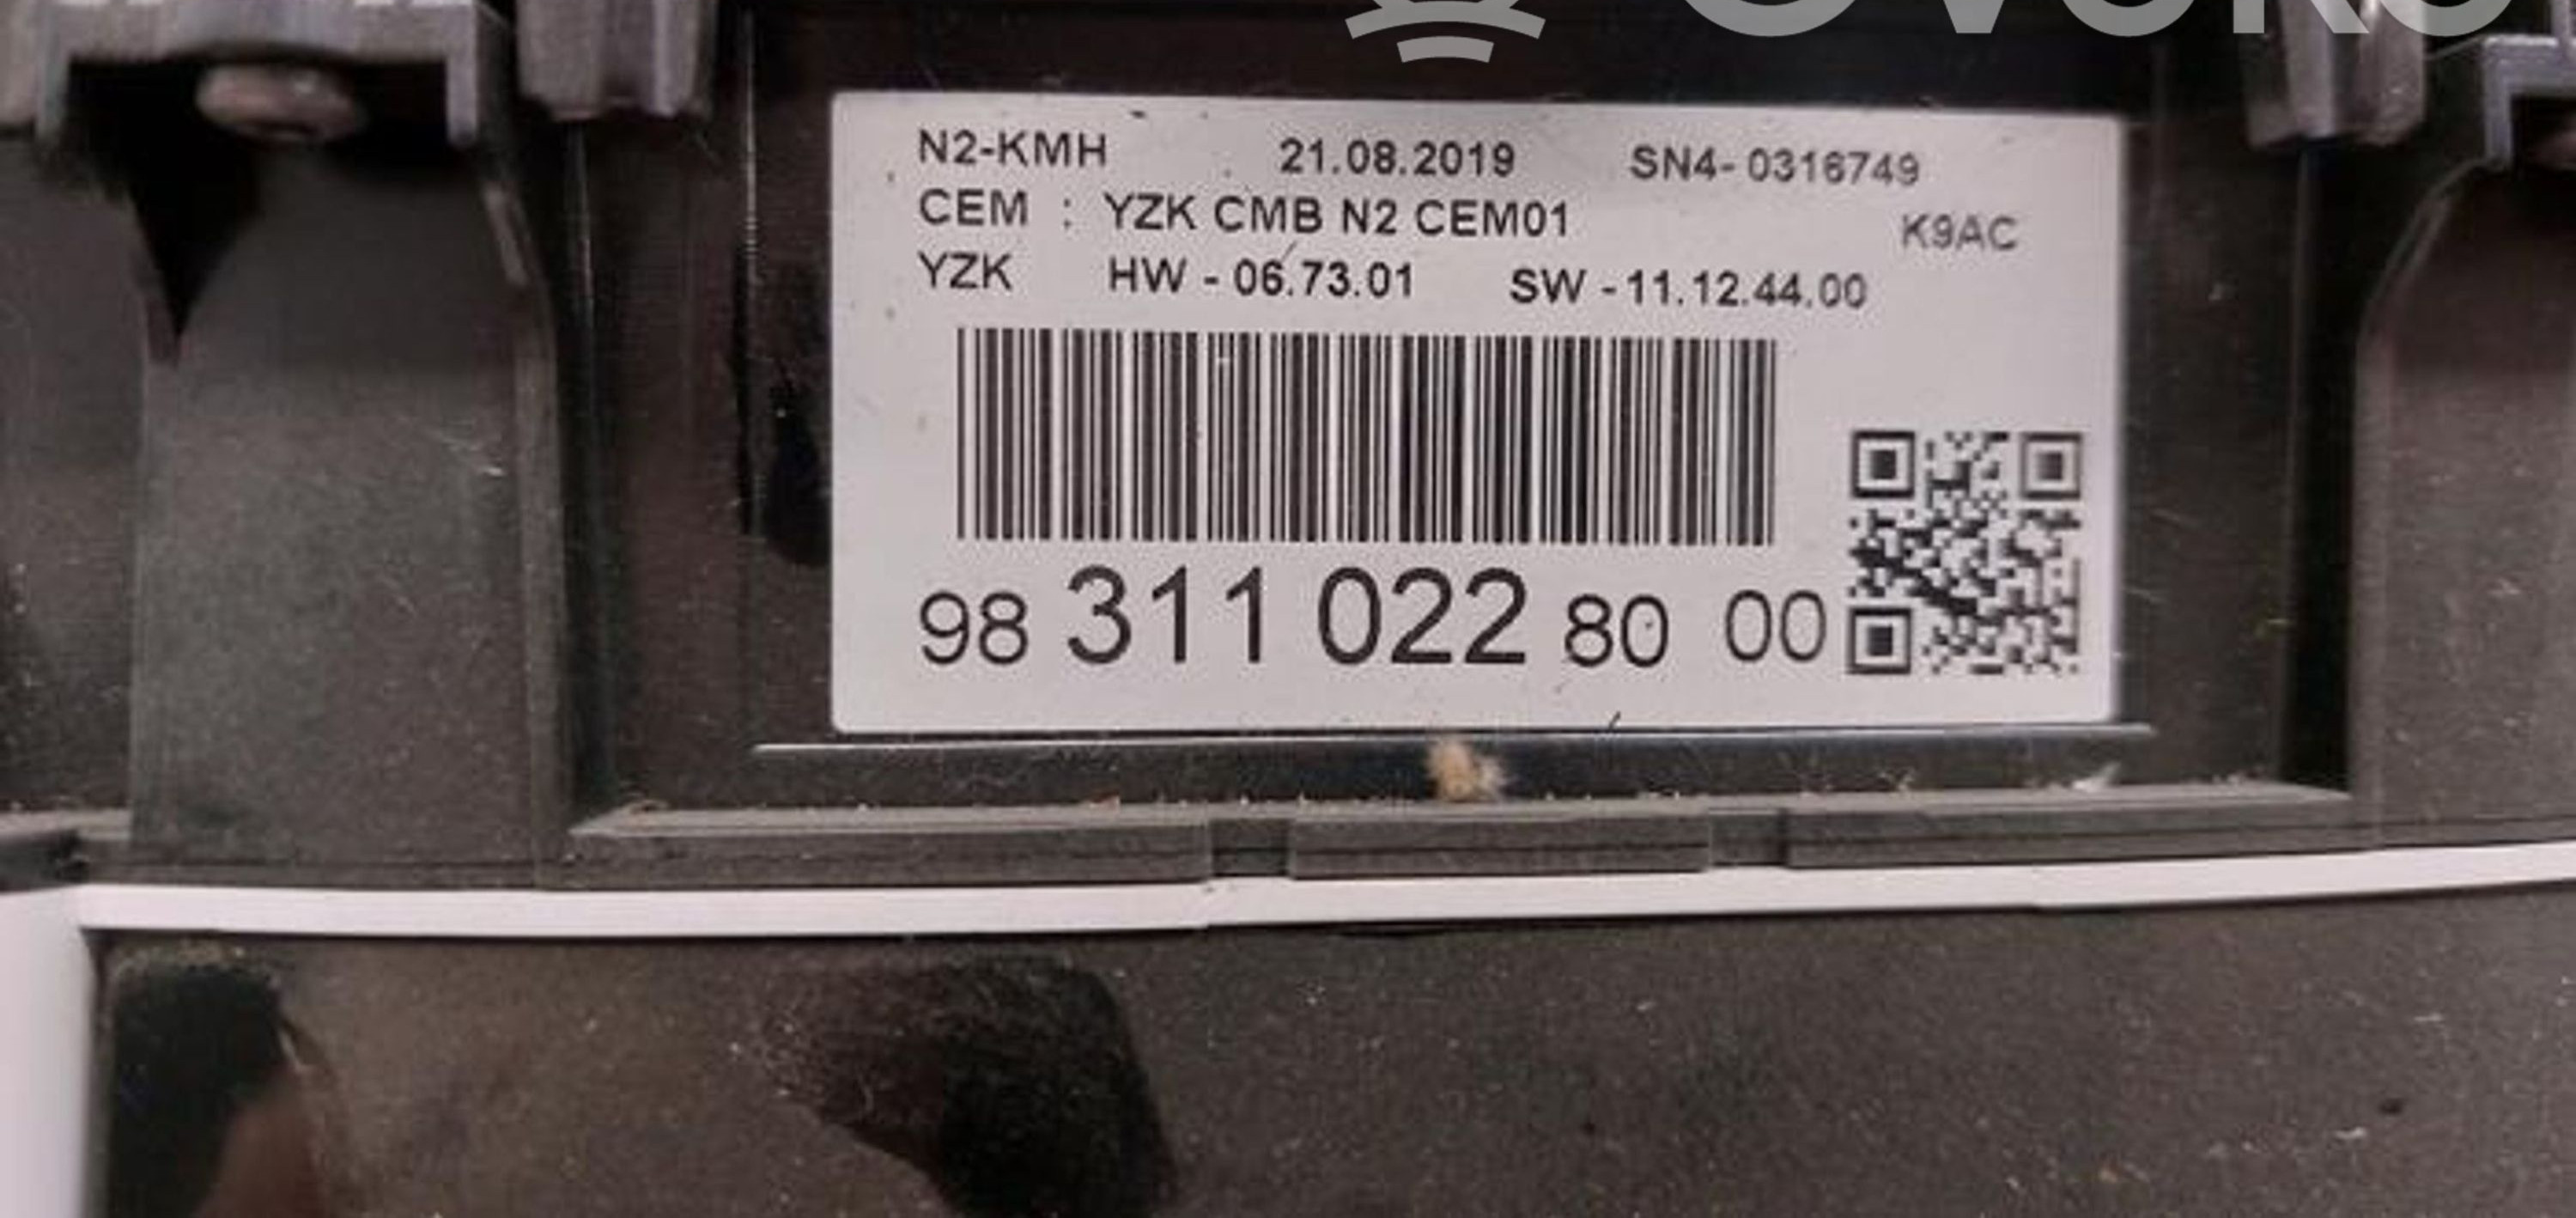 N2-KMH 21.08.2019 SN4- 0316749
CEM : YZK CMB N2 CEM01 K9AC
YZK HW - 06.73.01 SW - 11.12.44.00
98 311 022 80 00